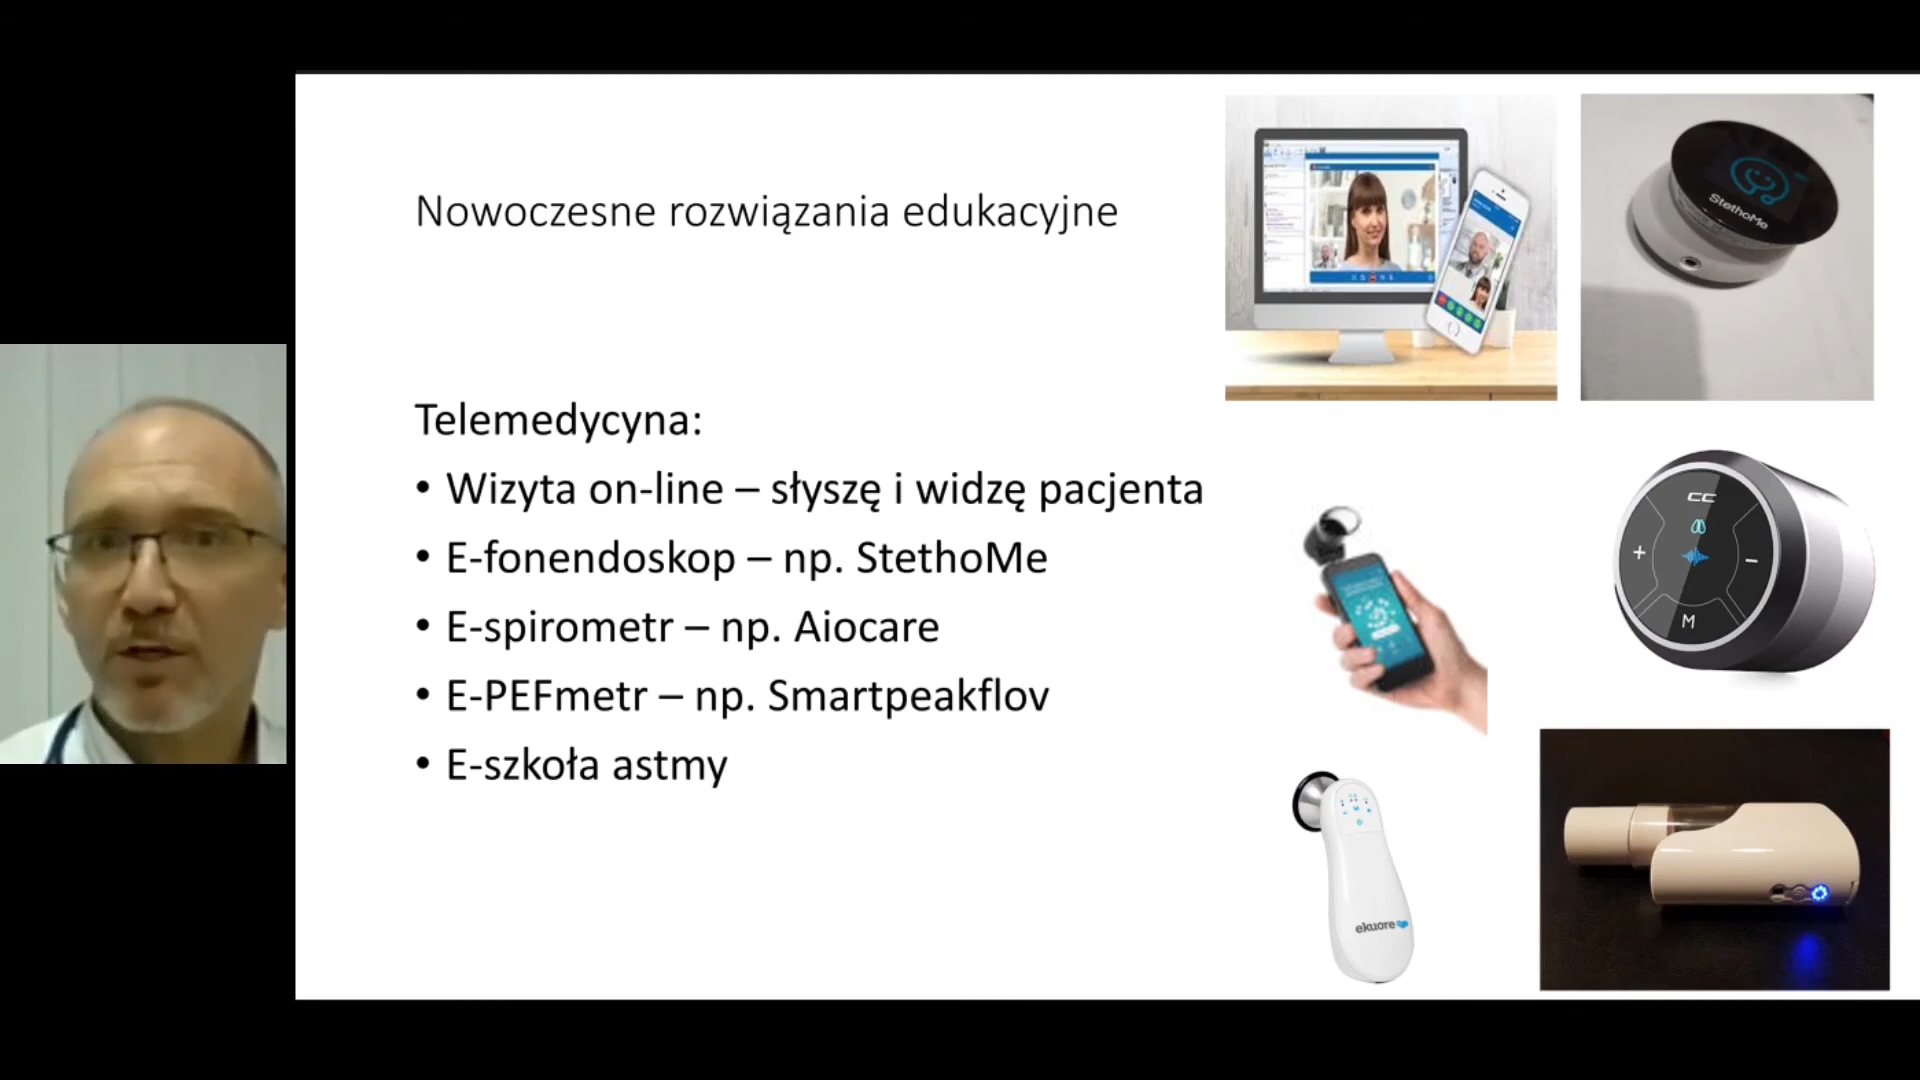 Nowoczesne rozwiązania edukacyjne
Telemedycyna:
• Wizyta on-line – słyszę i widzę pacjenta
• E-fonendoskop – np. StethoMe
• E-spirometr – np. Aiocare
• E-PEFmetr – np. Smartpeakflov
• E-szkoła astmy
StethoMe
CC
+
–
M
ekuore